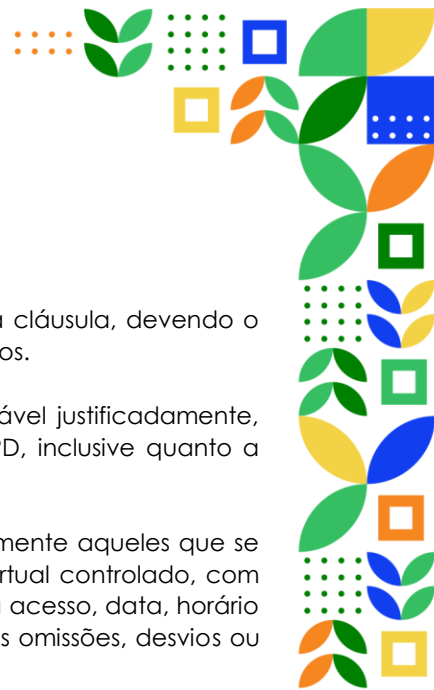 cláusula, devendo o
os.
ável justificadamente,
PD, inclusive quanto a
mente aqueles que se
rtual controlado, com
acesso, data, horário
s omissões, desvios ou